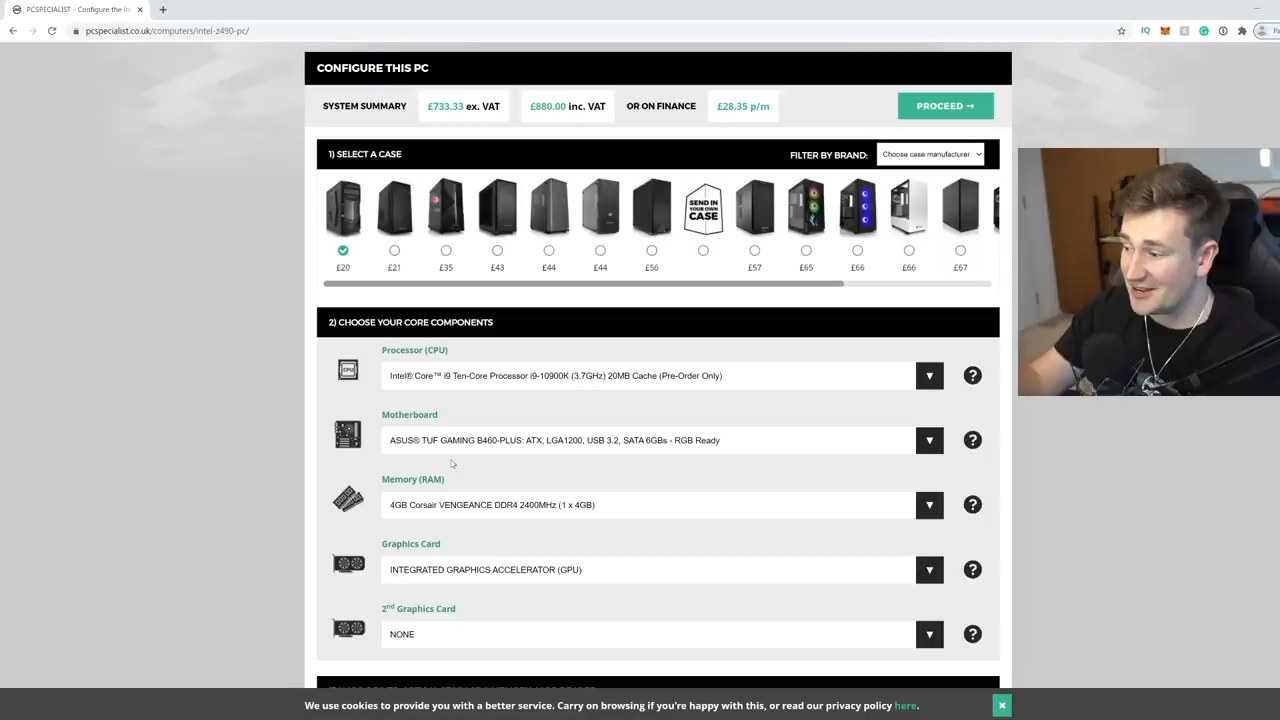 PCSPECIALIST - Configure the In
pcspecialist.co.uk/computers/intel-z490-pc/
IQ
Pa
CONFIGURE THIS PC
SYSTEM SUMMARY £733.33 ex. VAT £880.00 inc. VAT OR ON FINANCE £28.35 p/m PROCEED →
1) SELECT A CASE FILTER BY BRAND: Choose case manufacturer
SEND IN YOUR OWN CASE
£20 £21 £35 £43 £44 £44 £56 £57 £65 £66 £66 £67
2) CHOOSE YOUR CORE COMPONENTS
Processor (CPU)
CPU
Intel® Core™ i9 Ten-Core Processor i9-10900K (3.7GHz) 20MB Cache (Pre-Order Only)
▼ ?
Motherboard
ASUS® TUF GAMING B460-PLUS: ATX, LGA1200, USB 3.2, SATA 6GBs - RGB Ready
▼ ?
Memory (RAM)
4GB Corsair VENGEANCE DDR4 2400MHz (1 x 4GB)
▼ ?
Graphics Card
INTEGRATED GRAPHICS ACCELERATOR (GPU)
▼ ?
2nd Graphics Card
NONE
▼ ?
We use cookies to provide you with a better service. Carry on browsing if you're happy with this, or read our privacy policy here.